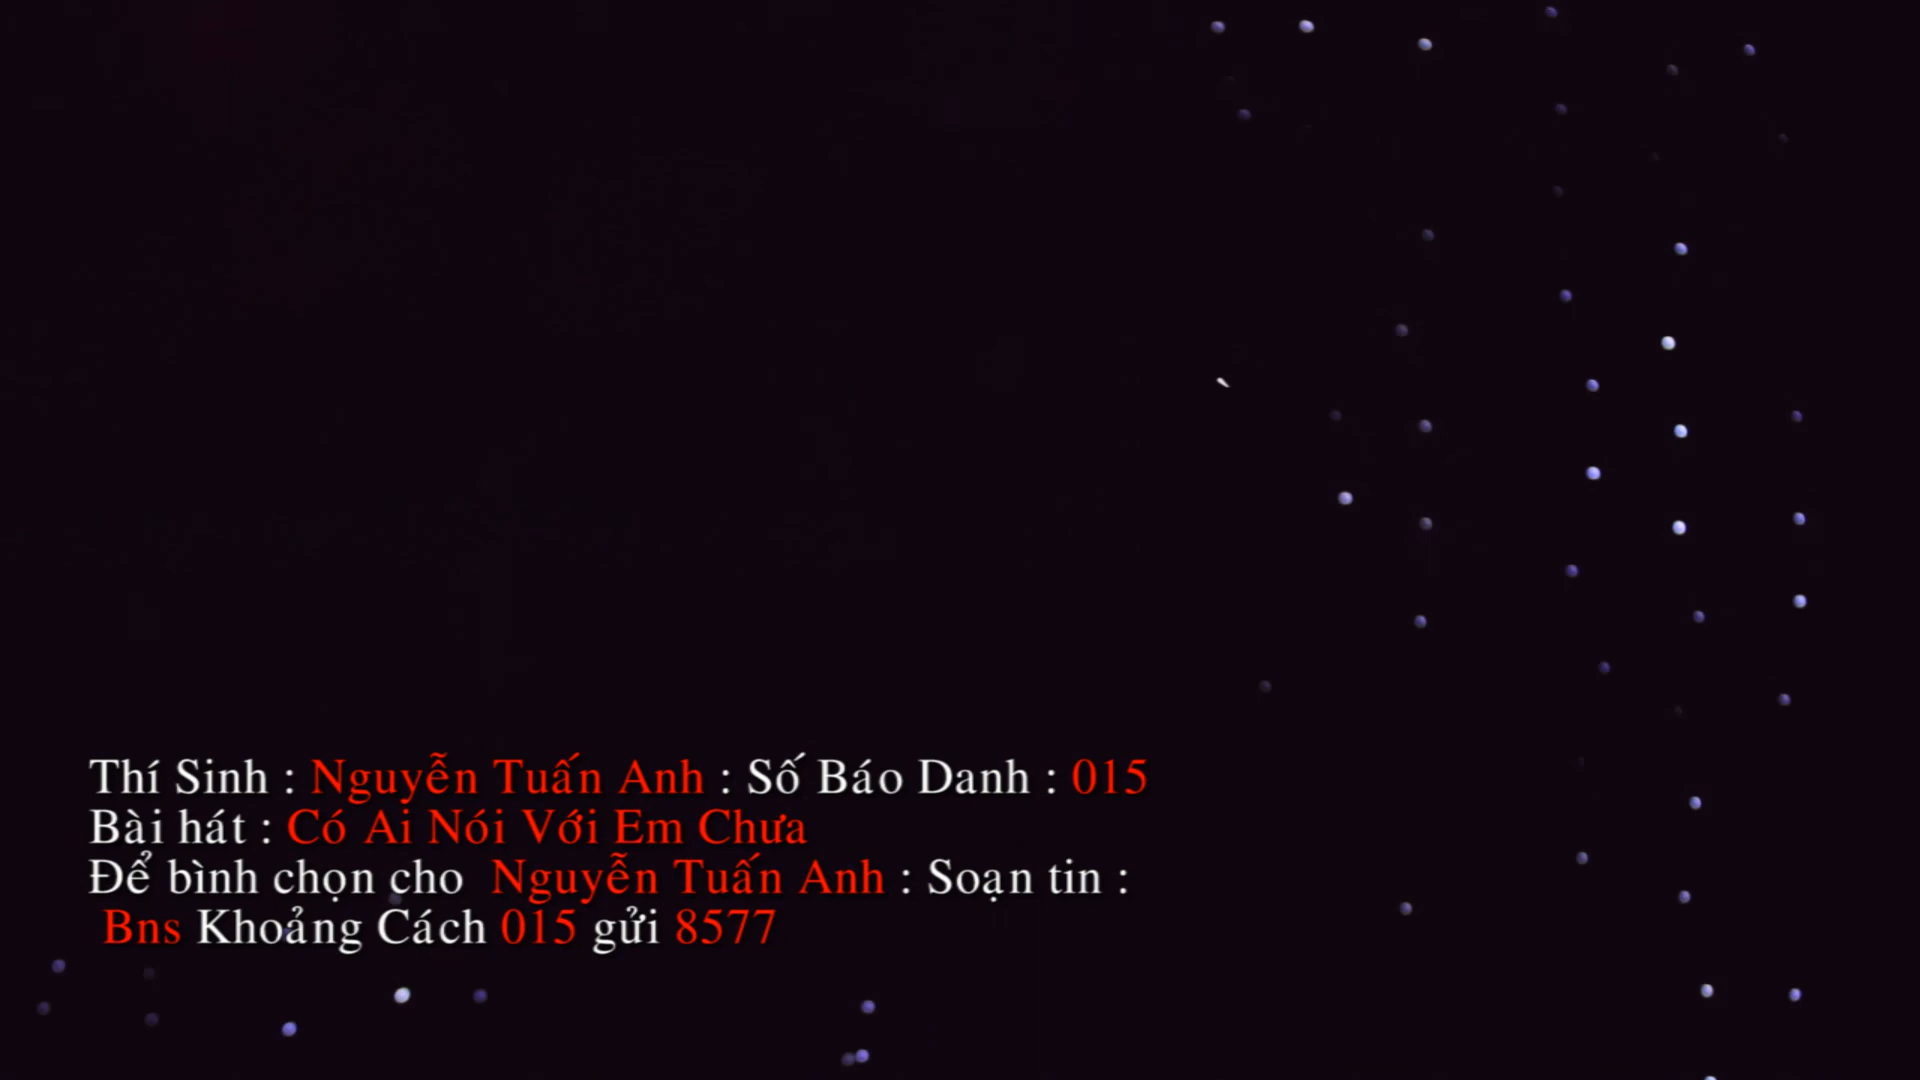 Thí Sinh : Nguyễn Tuấn Anh : Số Báo Danh : 015
Bài hát : Có Ai Nói Với Em Chưa
Để bình chọn cho Nguyễn Tuấn Anh : Soạn tin :
Bns Khoảng Cách 015 gửi 8577